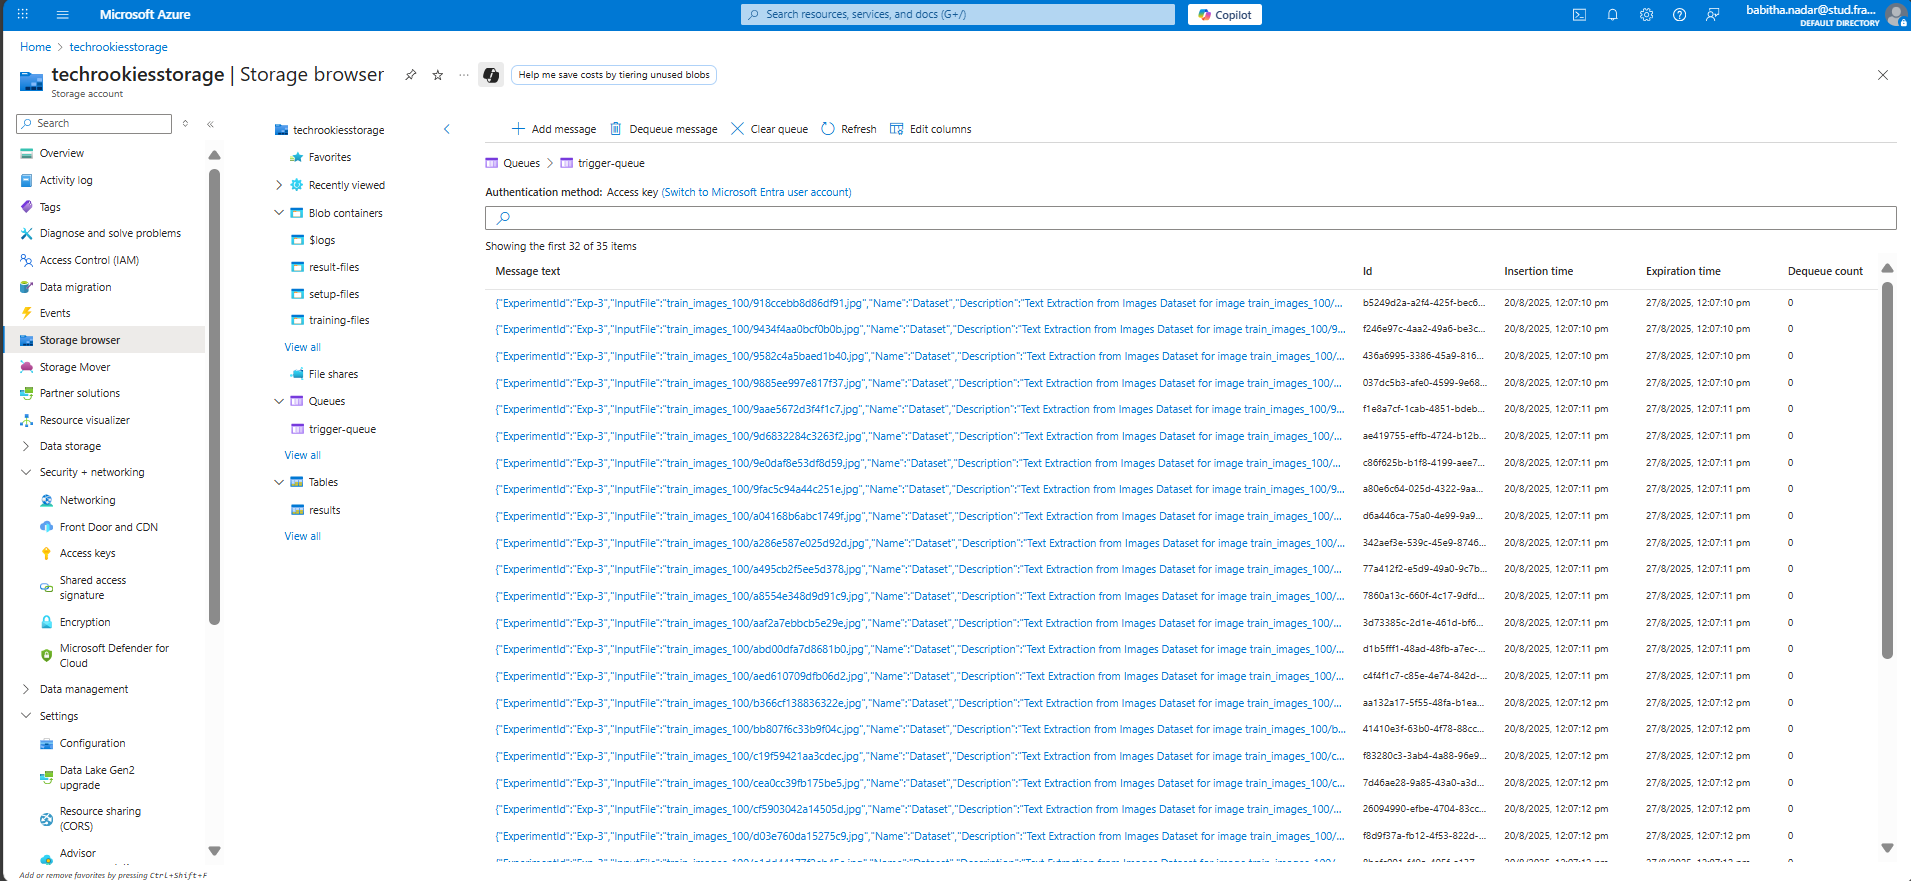 Microsoft Azure
Search resources, services, and docs (G+/)
Copilot
babitha.nadar@stud.fra...
DEFAULT DIRECTORY
Home > techrookiesstorage
techrookiesstorage | Storage browser
Storage account
Help me save costs by tiering unused blobs
Search
Overview
Activity log
Tags
Diagnose and solve problems
Access Control (IAM)
Data migration
Events
Storage browser
Storage Mover
Partner solutions
Resource visualizer
Data storage
Security + networking
Networking
Front Door and CDN
Access keys
Shared access
signature
Encryption
Microsoft Defender for
Cloud
Data management
Settings
Configuration
Data Lake Gen2
upgrade
Resource sharing
(CORS)
Advisor
Add or remove favorites by pressing Ctrl+Shift+F
techrookiesstorage
Favorites
Recently viewed
Blob containers
$logs
result-files
setup-files
training-files
View all
File shares
Queues
trigger-queue
View all
Tables
results
View all
Add message
Dequeue message
Clear queue
Refresh
Edit columns
Queues > trigger-queue
Authentication method: Access key (Switch to Microsoft Entra user account)
Showing the first 32 of 35 items
Message text Id Insertion time Expiration time Dequeue count
{"ExperimentId":"Exp-3","InputFile":"train_images_100/918ccebb8d86df91.jpg","Name":"Dataset","Description":"Text Extraction from Images Dataset for image train_images_100/... b5249d2a-a2f4-425f-bec6... 20/8/2025, 12:07:10 pm 27/8/2025, 12:07:10 pm 0
{"ExperimentId":"Exp-3","InputFile":"train_images_100/9434f4aa0bcf0b0b.jpg","Name":"Dataset","Description":"Text Extraction from Images Dataset for image train_images_100/9... f246e97c-4aa2-49a6-be3c... 20/8/2025, 12:07:10 pm 27/8/2025, 12:07:10 pm 0
{"ExperimentId":"Exp-3","InputFile":"train_images_100/9582c4a5baed1b40.jpg","Name":"Dataset","Description":"Text Extraction from Images Dataset for image train_images_100/... 436a6995-3386-45a9-816... 20/8/2025, 12:07:10 pm 27/8/2025, 12:07:10 pm 0
{"ExperimentId":"Exp-3","InputFile":"train_images_100/9885ee997e817f37.jpg","Name":"Dataset","Description":"Text Extraction from Images Dataset for image train_images_100/... 037dc5b3-afe0-4599-9e68... 20/8/2025, 12:07:10 pm 27/8/2025, 12:07:10 pm 0
{"ExperimentId":"Exp-3","InputFile":"train_images_100/9aae5672d3f4f1c7.jpg","Name":"Dataset","Description":"Text Extraction from Images Dataset for image train_images_100/9... f1e8a7cf-1cab-4851-bdeb... 20/8/2025, 12:07:11 pm 27/8/2025, 12:07:11 pm 0
{"ExperimentId":"Exp-3","InputFile":"train_images_100/9d6832284c3263f2.jpg","Name":"Dataset","Description":"Text Extraction from Images Dataset for image train_images_100/... ae419755-effb-4724-b12b... 20/8/2025, 12:07:11 pm 27/8/2025, 12:07:11 pm 0
{"ExperimentId":"Exp-3","InputFile":"train_images_100/9e0daf8e53df8d59.jpg","Name":"Dataset","Description":"Text Extraction from Images Dataset for image train_images_100/... c86f625b-b1f8-4199-aee7... 20/8/2025, 12:07:11 pm 27/8/2025, 12:07:11 pm 0
{"ExperimentId":"Exp-3","InputFile":"train_images_100/9fac5c94a44c251e.jpg","Name":"Dataset","Description":"Text Extraction from Images Dataset for image train_images_100/9... a80e6c64-025d-4322-9aa... 20/8/2025, 12:07:11 pm 27/8/2025, 12:07:11 pm 0
{"ExperimentId":"Exp-3","InputFile":"train_images_100/a04168b6abc1749f.jpg","Name":"Dataset","Description":"Text Extraction from Images Dataset for image train_images_100/... d6a446ca-75a0-4e99-9a9... 20/8/2025, 12:07:11 pm 27/8/2025, 12:07:11 pm 0
{"ExperimentId":"Exp-3","InputFile":"train_images_100/a286e587e025d92d.jpg","Name":"Dataset","Description":"Text Extraction from Images Dataset for image train_images_100/... 342aef3e-539c-45e9-8746... 20/8/2025, 12:07:11 pm 27/8/2025, 12:07:11 pm 0
{"ExperimentId":"Exp-3","InputFile":"train_images_100/a495cb2f5ee5d378.jpg","Name":"Dataset","Description":"Text Extraction from Images Dataset for image train_images_100/... 77a412f2-e5d9-49a0-9c7b... 20/8/2025, 12:07:11 pm 27/8/2025, 12:07:11 pm 0
{"ExperimentId":"Exp-3","InputFile":"train_images_100/a8554e348d9d91c9.jpg","Name":"Dataset","Description":"Text Extraction from Images Dataset for image train_images_100/... 7860a13c-660f-4c17-9dfd... 20/8/2025, 12:07:11 pm 27/8/2025, 12:07:11 pm 0
{"ExperimentId":"Exp-3","InputFile":"train_images_100/aaf2a7ebbcb5e29e.jpg","Name":"Dataset","Description":"Text Extraction from Images Dataset for image train_images_100/... 3d73385c-2d1e-461d-bf6... 20/8/2025, 12:07:11 pm 27/8/2025, 12:07:11 pm 0
{"ExperimentId":"Exp-3","InputFile":"train_images_100/abd00dfa7d8681b0.jpg","Name":"Dataset","Description":"Text Extraction from Images Dataset for image train_images_100/... d1b5fff1-48ad-48fb-a7ec-... 20/8/2025, 12:07:11 pm 27/8/2025, 12:07:11 pm 0
{"ExperimentId":"Exp-3","InputFile":"train_images_100/aed610709dfb06d2.jpg","Name":"Dataset","Description":"Text Extraction from Images Dataset for image train_images_100/... c4f4f1c7-c85e-4e74-842d-... 20/8/2025, 12:07:11 pm 27/8/2025, 12:07:11 pm 0
{"ExperimentId":"Exp-3","InputFile":"train_images_100/b366cf138836322e.jpg","Name":"Dataset","Description":"Text Extraction from Images Dataset for image train_images_100/... aa132a17-5f55-48fa-b1ea... 20/8/2025, 12:07:12 pm 27/8/2025, 12:07:12 pm 0
{"ExperimentId":"Exp-3","InputFile":"train_images_100/bb807f6c33b9f04c.jpg","Name":"Dataset","Description":"Text Extraction from Images Dataset for image train_images_100/b... 41410e3f-63b0-4f78-88cc... 20/8/2025, 12:07:12 pm 27/8/2025, 12:07:12 pm 0
{"ExperimentId":"Exp-3","InputFile":"train_images_100/c19f59421aa3cdec.jpg","Name":"Dataset","Description":"Text Extraction from Images Dataset for image train_images_100/c... f83280c3-3ab4-4a88-96e9... 20/8/2025, 12:07:12 pm 27/8/2025, 12:07:12 pm 0
{"ExperimentId":"Exp-3","InputFile":"train_images_100/cea0cc39fb175be5.jpg","Name":"Dataset","Description":"Text Extraction from Images Dataset for image train_images_100/c... 7d46ae28-9a85-43a0-a3d... 20/8/2025, 12:07:12 pm 27/8/2025, 12:07:12 pm 0
{"ExperimentId":"Exp-3","InputFile":"train_images_100/cf5903042a14505d.jpg","Name":"Dataset","Description":"Text Extraction from Images Dataset for image train_images_100/... 26094990-efbe-4704-83cc... 20/8/2025, 12:07:12 pm 27/8/2025, 12:07:12 pm 0
{"ExperimentId":"Exp-3","InputFile":"train_images_100/d03e760da15275c9.jpg","Name":"Dataset","Description":"Text Extraction from Images Dataset for image train_images_100/... f8d9f37a-fb12-4f53-822d-... 20/8/2025, 12:07:12 pm 27/8/2025, 12:07:12 pm 0